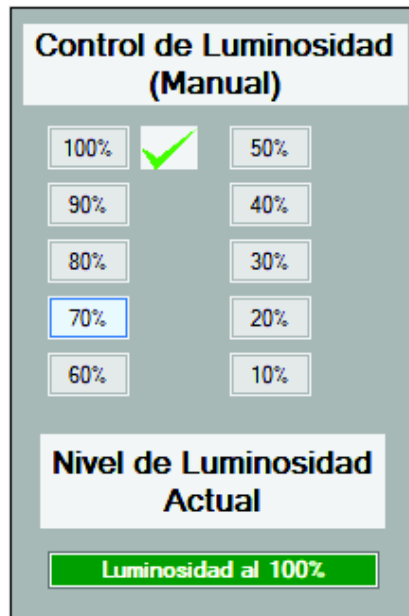 Control de Luminosidad
(Manual)
100% 50%
90% 40%
80% 30%
70% 20%
60% 10%
Nivel de Luminosidad
Actual
Luminosidad al 100%